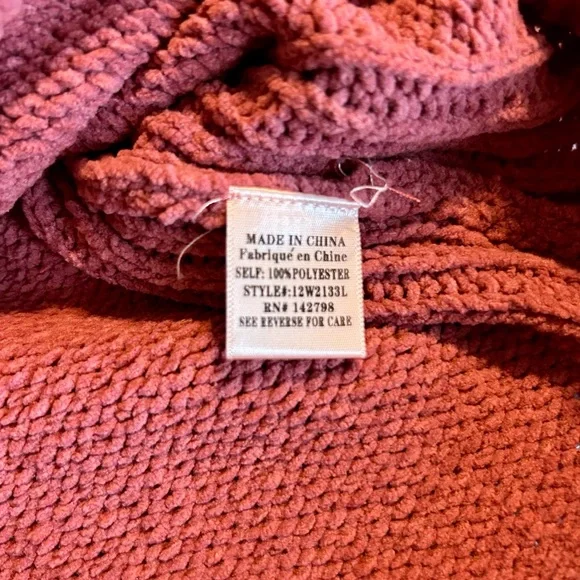 MADE IN CHINA
Fabriqué en Chine
SELF: 100% POLYESTER
STYLE#:12W2133L
RN# 142798
SEE REVERSE FOR CARE